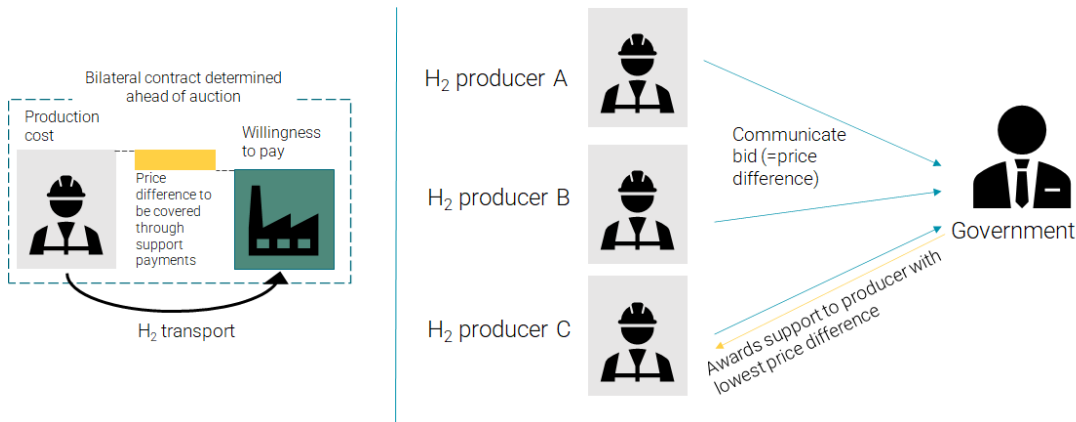 Bilateral contract determined
ahead of auction
Production
cost
Willingness
to pay
Price
difference to
be covered
through
support
payments
H₂ transport
H₂ producer A
H₂ producer B
H₂ producer C
Communicate
bid (=price
difference)
Government
Awards support to producer with
lowest price difference